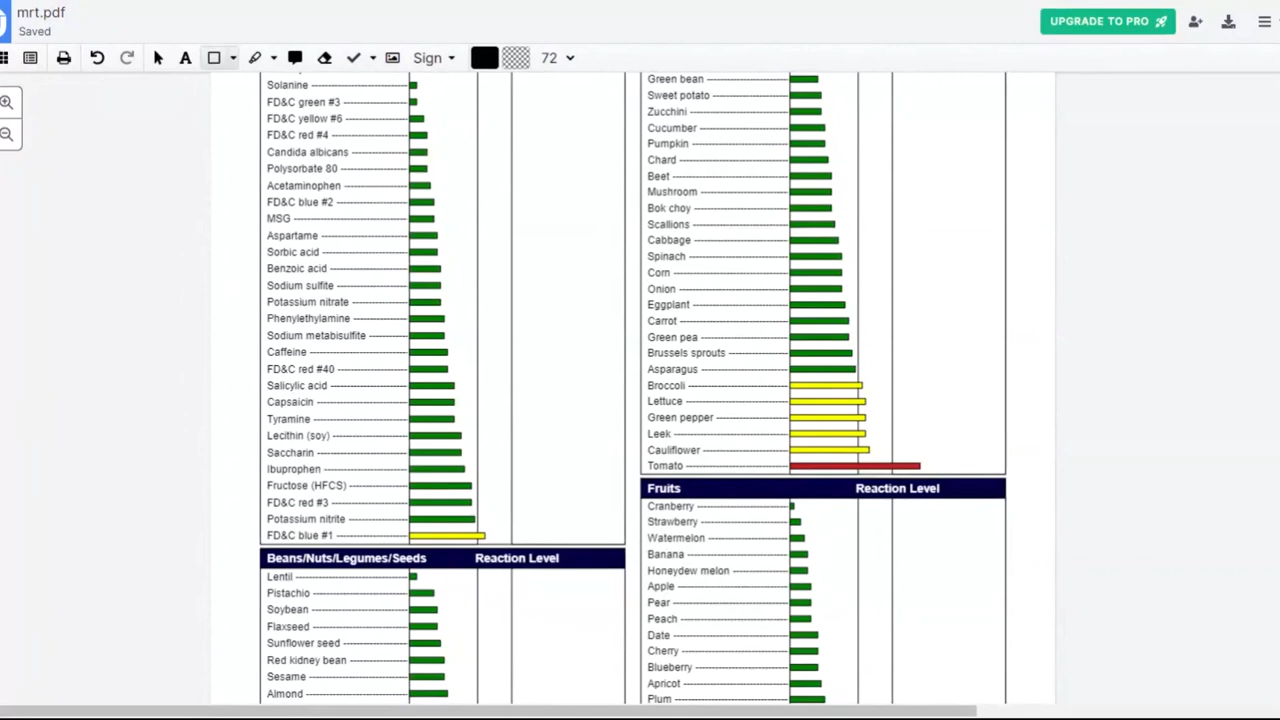 mrt.pdf
Saved
UPGRADE TO PRO
A
Sign
72
Solanine
FD&C green #3
FD&C yellow #6
FD&C red #4
Candida albicans
Polysorbate 80
Acetaminophen
FD&C blue #2
MSG
Aspartame
Sorbic acid
Benzoic acid
Sodium sulfite
Potassium nitrate
Phenylethylamine
Sodium metabisulfite
Caffeine
FD&C red #40
Salicylic acid
Capsaicin
Tyramine
Lecithin (soy)
Saccharin
Ibuprophen
Fructose (HFCS)
FD&C red #3
Potassium nitrite
FD&C blue #1
Beans/Nuts/Legumes/Seeds Reaction Level
Lentil
Pistachio
Soybean
Flaxseed
Sunflower seed
Red kidney bean
Sesame
Almond
Green bean
Sweet potato
Zucchini
Cucumber
Pumpkin
Chard
Beet
Mushroom
Bok choy
Scallions
Cabbage
Spinach
Corn
Onion
Eggplant
Carrot
Green pea
Brussels sprouts
Asparagus
Broccoli
Lettuce
Green pepper
Leek
Cauliflower
Tomato
Fruits Reaction Level
Cranberry
Strawberry
Watermelon
Banana
Honeydew melon
Apple
Pear
Peach
Date
Cherry
Blueberry
Apricot
Plum